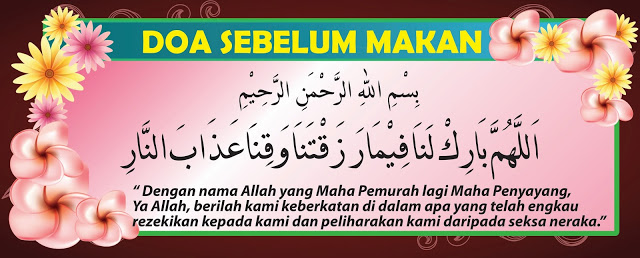 DOA SEBELUM MAKAN
بِسْمِ اللهِ الرَّحْمَنِ الرَّحِيْمِ
اَللَّهُمَّ بَارِكْ لَنَا فِيْمَا رَزَقْتَنَا وَقِنَا عَذَابَ النَّارِ
“ Dengan nama Allah yang Maha Pemurah lagi Maha Penyayang,
Ya Allah, berilah kami keberkatan di dalam apa yang telah engkau
rezekikan kepada kami dan peliharakan kami daripada seksa neraka.”